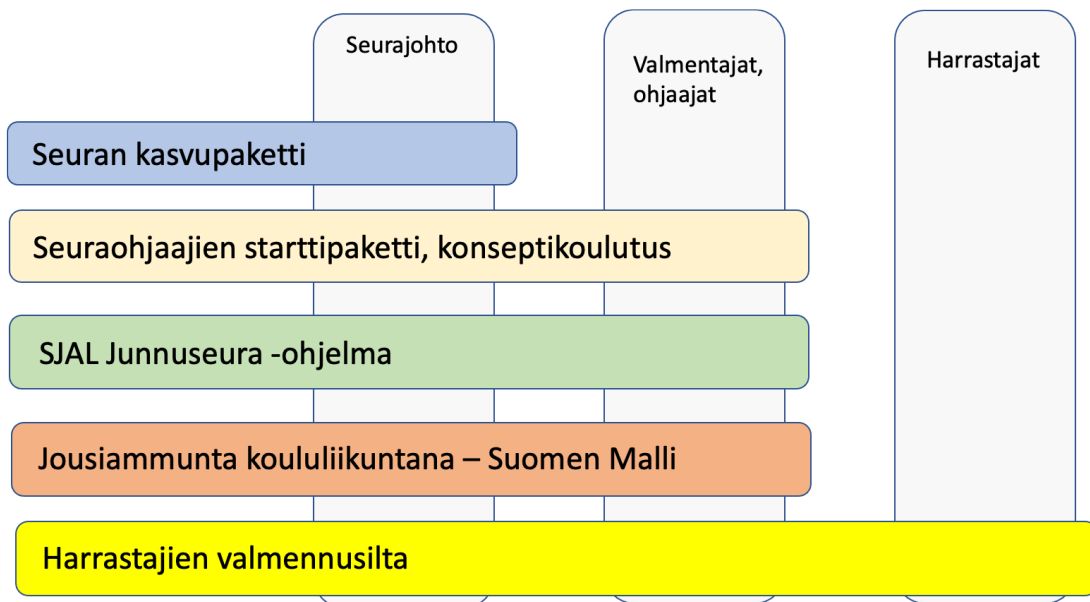 Seurajohto
Valmentajat,
ohjaajat
Harrastajat
Seuran kasvupaketti
Seuraohjaajien starttipaketti, konseptikoulutus
SJAL Junnuseura -ohjelma
Jousiammunta koululiikuntana – Suomen Malli
Harrastajien valmennusilta